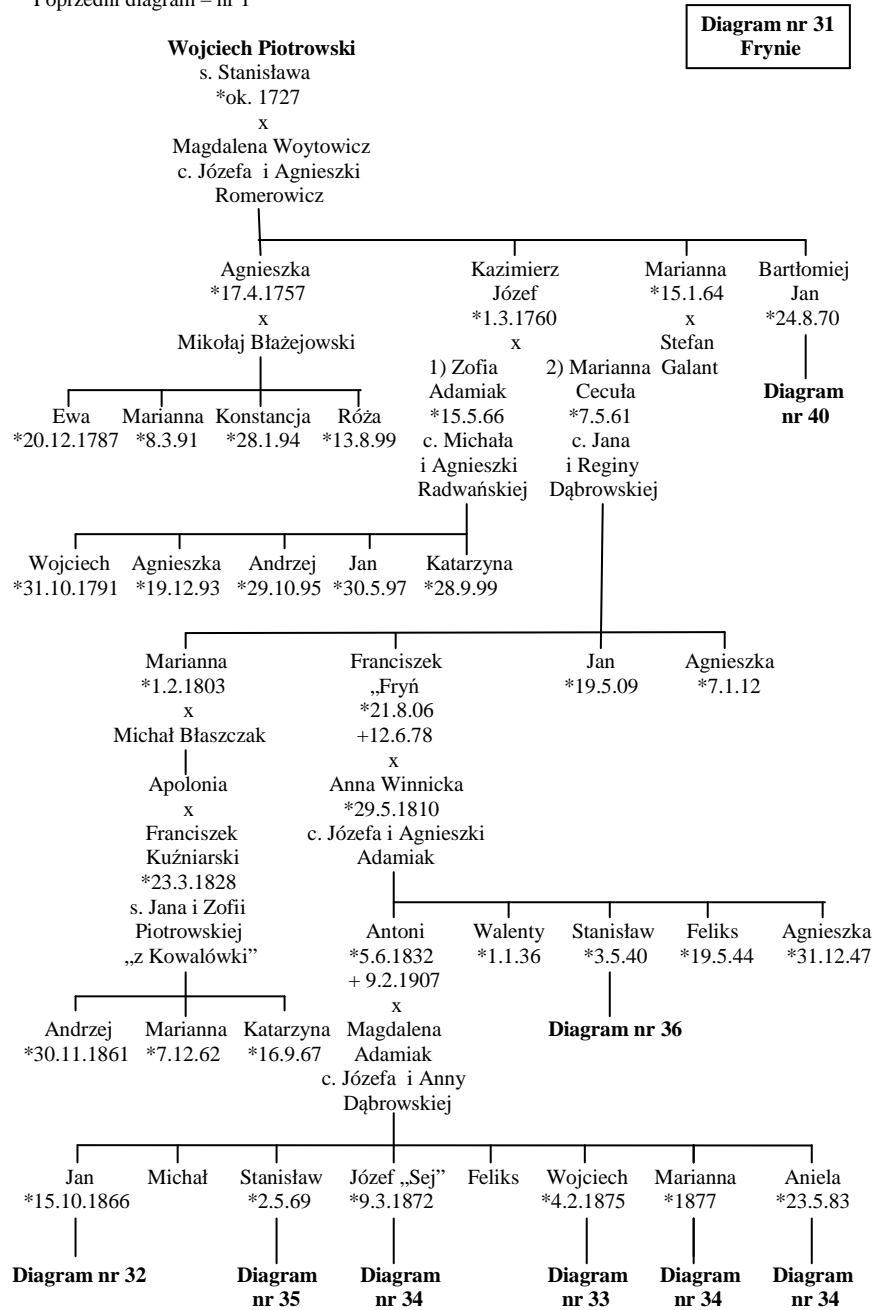 Poprzedni diagram – nr 1
Diagram nr 31
Frynie
Wojciech Piotrowski
s. Stanisława
*ok. 1727
x
Magdalena Woytowicz
c. Józefa i Agnieszki
Romerowicz
Agnieszka
*17.4.1757
x
Mikołaj Błażejowski
Kazimierz
Józef
*1.3.1760
x
Marianna
*15.1.64
x
Stefan
Galant
Bartłomiej
Jan
*24.8.70
Diagram
nr 40
1) Zofia
Adamiak
*15.5.66
c. Michała
i Agnieszki
Radwańskiej
2) Marianna
Cecuła
*7.5.61
c. Jana
i Reginy
Dąbrowskiej
Ewa
*20.12.1787
Marianna
*8.3.91
Konstancja
*28.1.94
Róża
*13.8.99
Wojciech
*31.10.1791
Agnieszka
*19.12.93
Andrzej
*29.10.95
Jan
*30.5.97
Katarzyna
*28.9.99
Marianna
*1.2.1803
x
Michał Błaszczak
Apolonia
x
Franciszek
Kuźniarski
*23.3.1828
s. Jana i Zofii
Piotrowskiej
„z Kowalówki”
Franciszek
„Fryń
*21.8.06
+12.6.78
x
Anna Winnicka
*29.5.1810
c. Józefa i Agnieszki
Adamiak
Jan
*19.5.09
Agnieszka
*7.1.12
Andrzej
*30.11.1861
Marianna
*7.12.62
Katarzyna
*16.9.67
Antoni
*5.6.1832
+ 9.2.1907
x
Magdalena
Adamiak
c. Józefa i Anny
Dąbrowskiej
Walenty
*1.1.36
Stanisław
*3.5.40
Diagram nr 36
Feliks
*19.5.44
Agnieszka
*31.12.47
Jan
*15.10.1866
Diagram nr 32
Michał
Stanisław
*2.5.69
Diagram
nr 35
Józef „Sej”
*9.3.1872
Diagram
nr 34
Feliks
Wojciech
*4.2.1875
Diagram
nr 33
Marianna
*1877
Diagram
nr 34
Aniela
*23.5.83
Diagram
nr 34